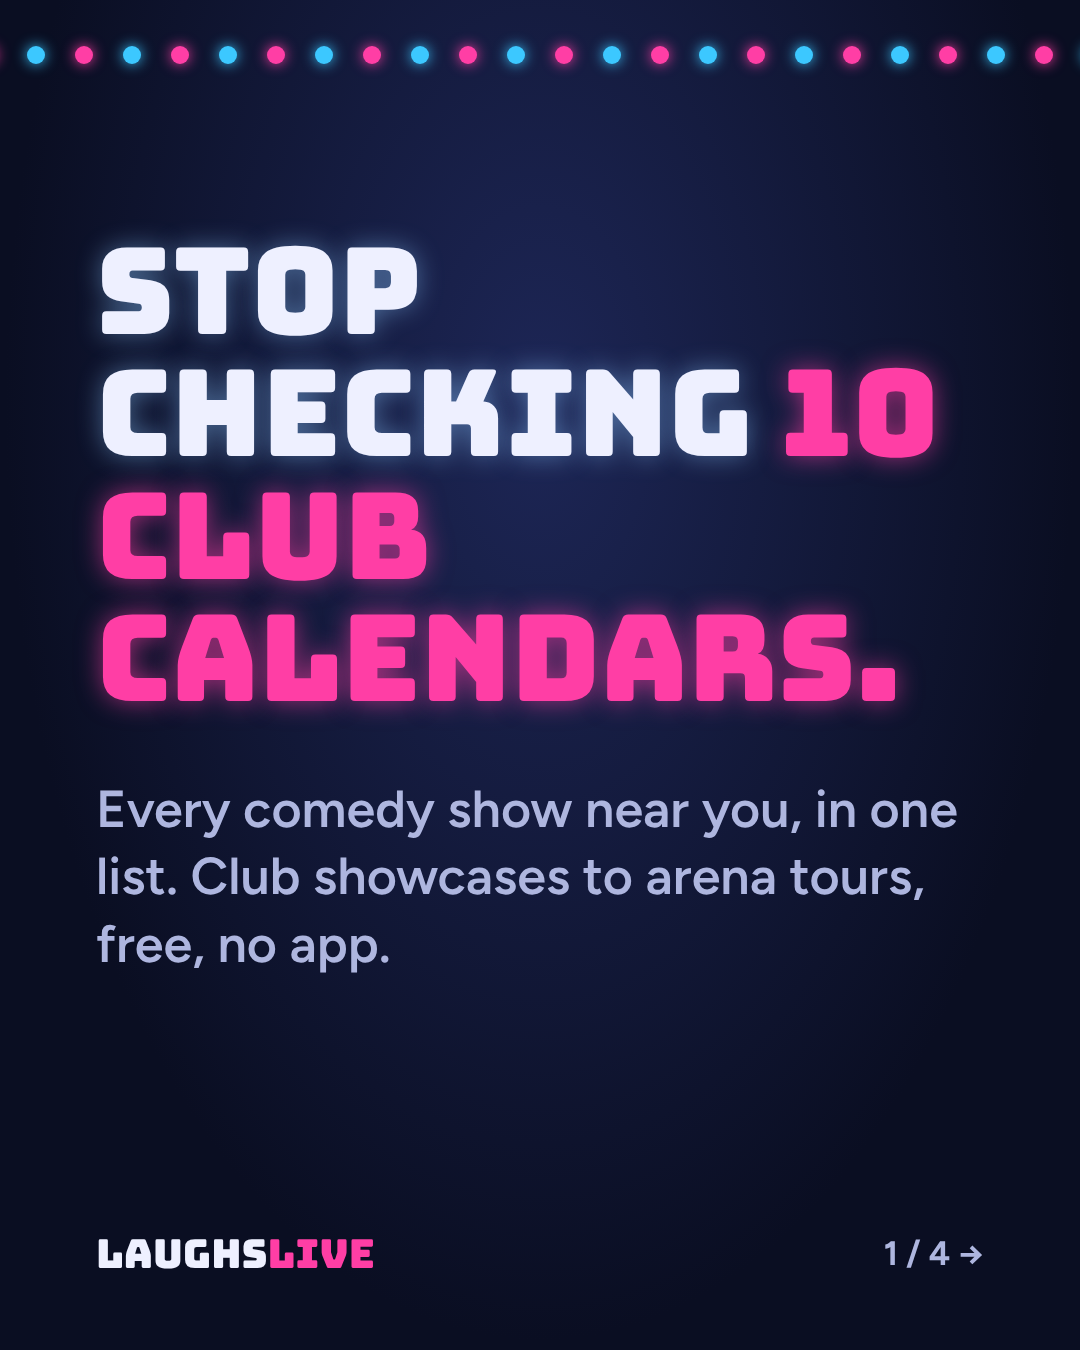 STOP
CHECKING 10
CLUB
CALENDARS.
Every comedy show near you, in one
list. Club showcases to arena tours,
free, no app.
LAUGHSLIVE
1 / 4 →